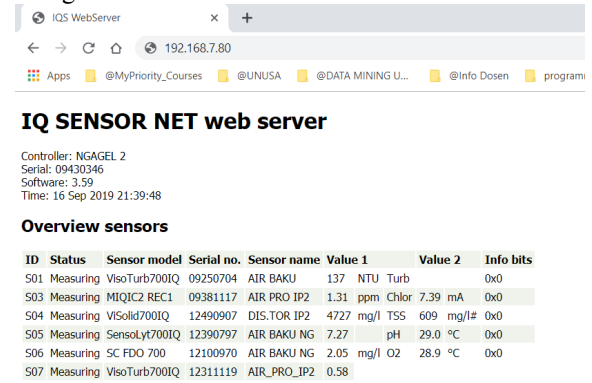 IQS WebServer
192.168.7.80
Apps @MyPriority_Courses @UNUSA @DATA MINING U... @Info Dosen programm
IQ SENSOR NET web server
Controller: NGAGEL 2
Serial: 09430346
Software: 3.59
Time: 16 Sep 2019 21:39:48
Overview sensors
ID Status Sensor model Serial no. Sensor name Value 1 Value 2 Info bits
S01 Measuring VisoTurb700IQ 09250704 AIR BAKU 137 NTU Turb 0x0
S03 Measuring MIQIC2 REC1 09381117 AIR PRO IP2 1.31 ppm Chlor 7.39 mA 0x0
S04 Measuring ViSolid700IQ 12490907 DIS.TOR IP2 4727 mg/l TSS 609 mg/l# 0x0
S05 Measuring SensoLyt700IQ 12390797 AIR BAKU NG 7.27 pH 29.0 °C 0x0
S06 Measuring SC FDO 700 12100970 AIR BAKU NG 2.05 mg/l O2 28.9 °C 0x0
S07 Measuring VisoTurb700IQ 12311119 AIR_PRO_IP2 0.58